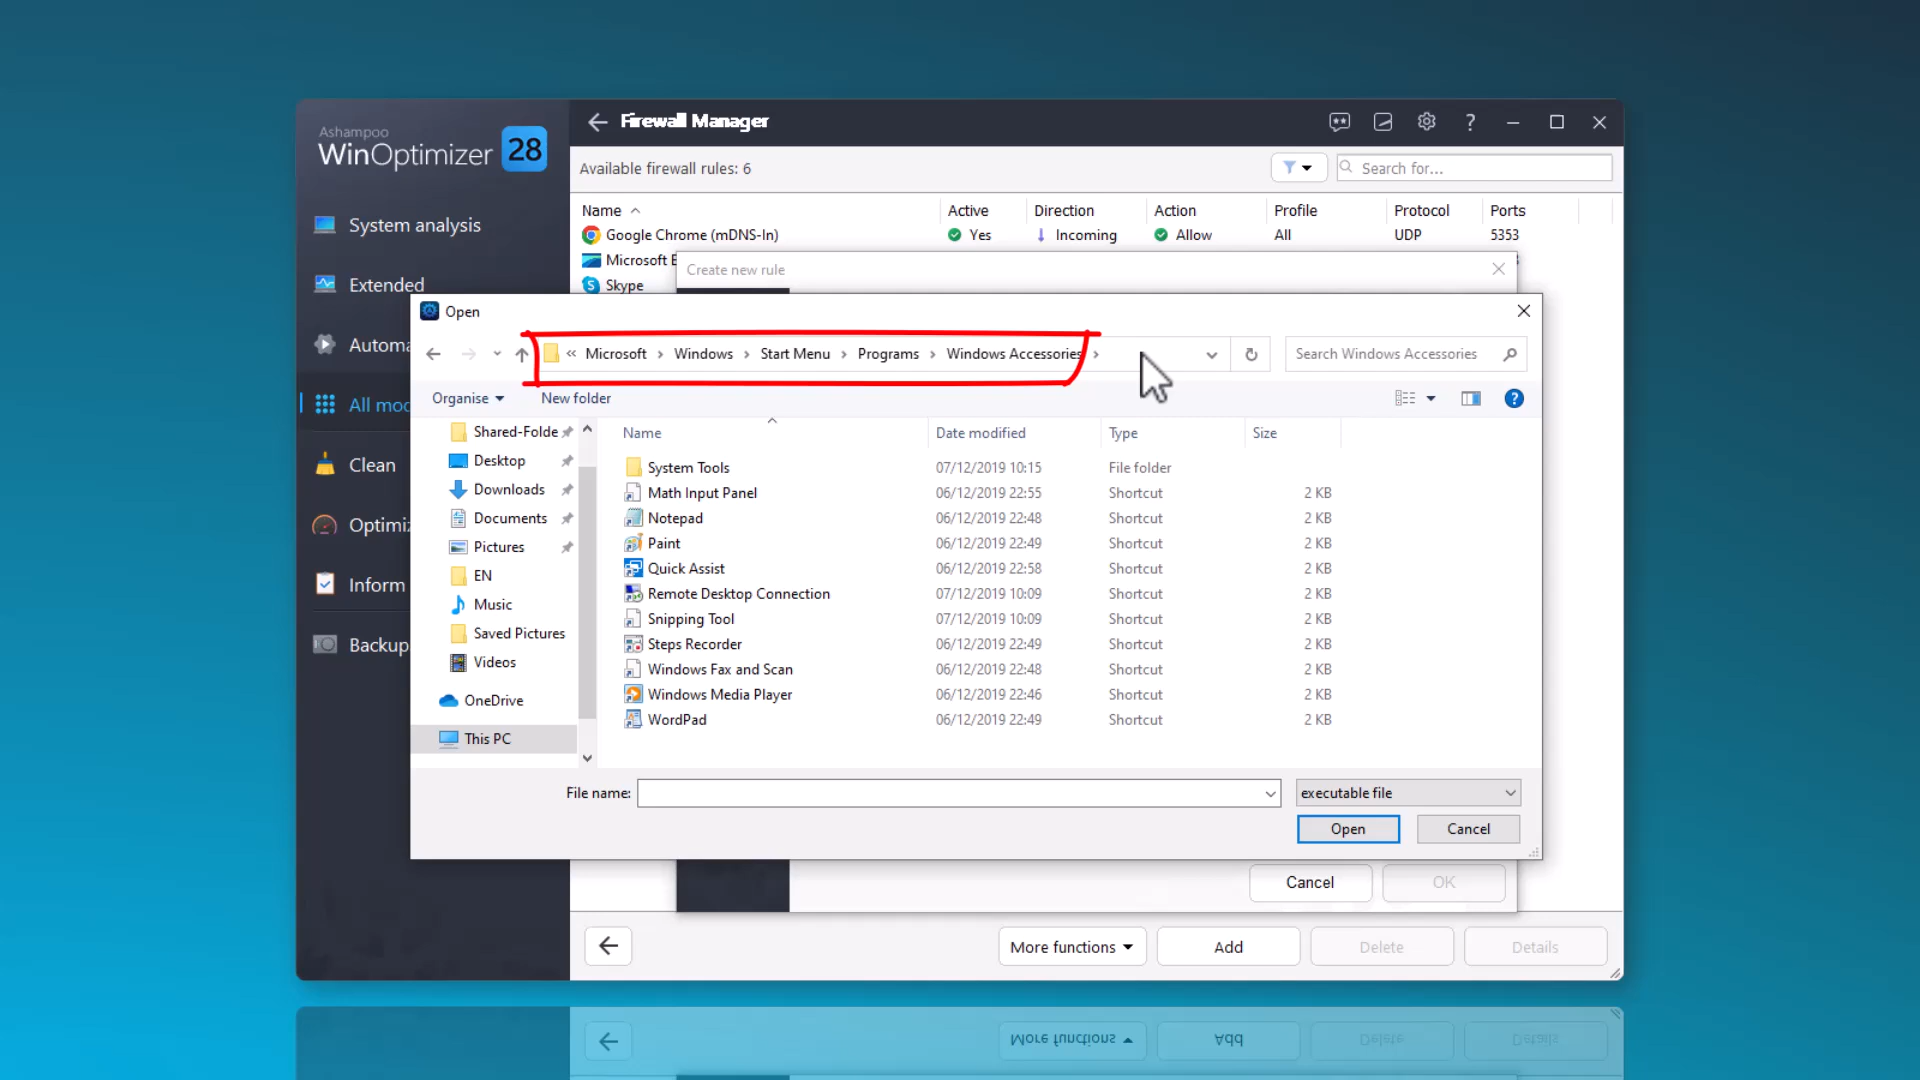 Ashampoo
WinOptimizer 28
Firewall Manager
Available firewall rules: 6
Search for...
System analysis
Extended
Automa
All mod
Clean
Optimiz
Inform
Backup
Name Active Direction Action Profile Protocol Ports
Google Chrome (mDNS-In) Yes Incoming Allow All UDP 5353
Microsoft E
Skype
Create new rule
Open
« Microsoft › Windows › Start Menu › Programs › Windows Accessories ›
Search Windows Accessories
Organise New folder
Shared-Folde
Desktop
Downloads
Documents
Pictures
EN
Music
Saved Pictures
Videos
OneDrive
This PC
Name Date modified Type Size
System Tools 07/12/2019 10:15 File folder
Math Input Panel 06/12/2019 22:55 Shortcut 2 KB
Notepad 06/12/2019 22:48 Shortcut 2 KB
Paint 06/12/2019 22:49 Shortcut 2 KB
Quick Assist 06/12/2019 22:58 Shortcut 2 KB
Remote Desktop Connection 07/12/2019 10:09 Shortcut 2 KB
Snipping Tool 07/12/2019 10:09 Shortcut 2 KB
Steps Recorder 06/12/2019 22:49 Shortcut 2 KB
Windows Fax and Scan 06/12/2019 22:48 Shortcut 2 KB
Windows Media Player 06/12/2019 22:46 Shortcut 2 KB
WordPad 06/12/2019 22:49 Shortcut 2 KB
File name: executable file
Open Cancel
Cancel OK
More functions Add Delete Details
More functions Add Delete Details